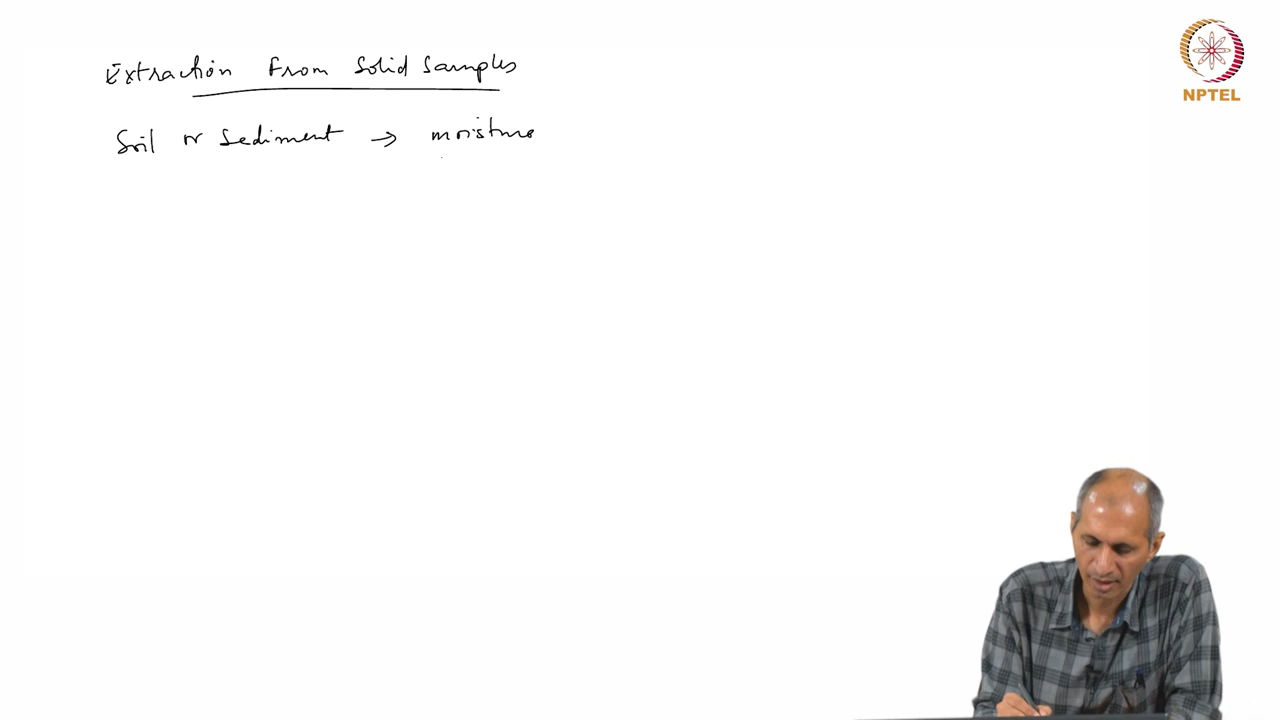 Extraction From Solid Samples
Soil or Sediment → moisture
NPTEL